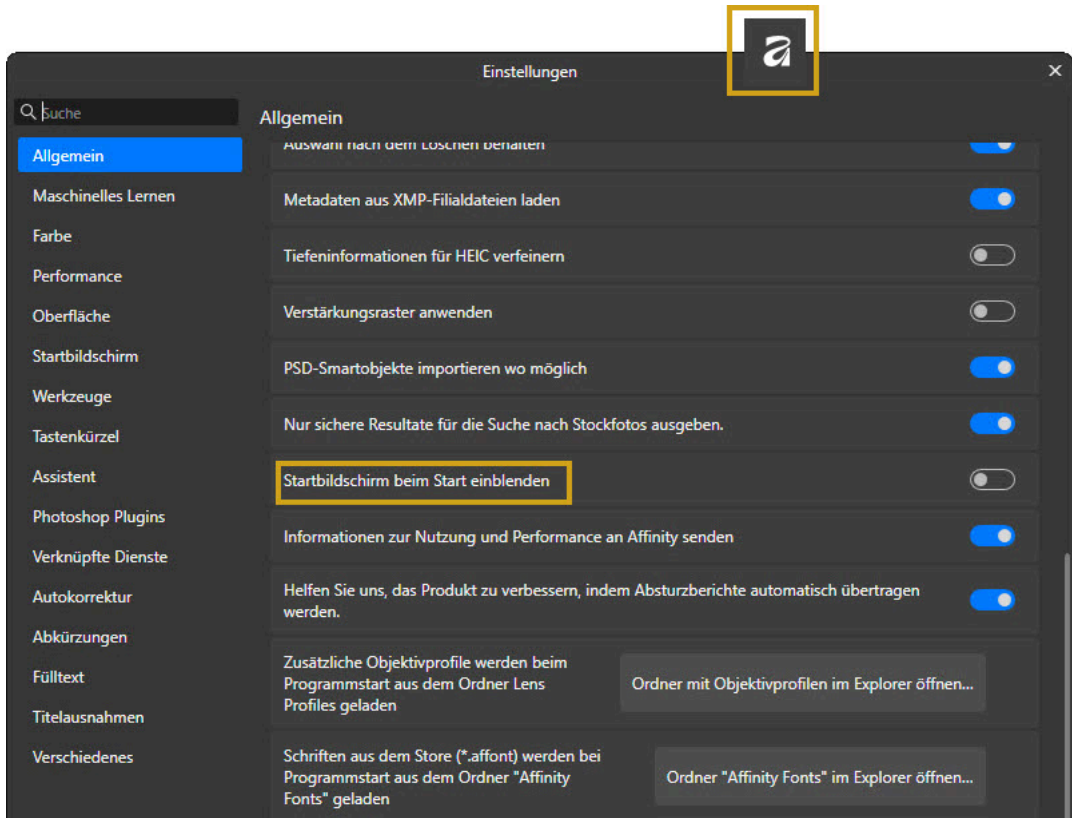 a
Einstellungen
Suche
Allgemein
Maschinelles Lernen
Farbe
Performance
Oberfläche
Startbildschirm
Werkzeuge
Tastenkürzel
Assistent
Photoshop Plugins
Verknüpfte Dienste
Autokorrektur
Abkürzungen
Fülltext
Titelausnahmen
Verschiedenes
Allgemein
Auswahl nach dem Löschen behalten
Metadaten aus XMP-Filialdateien laden
Tiefeninformationen für HEIC verfeinern
Verstärkungsraster anwenden
PSD-Smartobjekte importieren wo möglich
Nur sichere Resultate für die Suche nach Stockfotos ausgeben.
Startbildschirm beim Start einblenden
Informationen zur Nutzung und Performance an Affinity senden
Helfen Sie uns, das Produkt zu verbessern, indem Absturzberichte automatisch übertragen
werden.
Zusätzliche Objektivprofile werden beim
Programmstart aus dem Ordner Lens
Profiles geladen
Ordner mit Objektivprofilen im Explorer öffnen...
Schriften aus dem Store (*.affont) werden bei
Programmstart aus dem Ordner "Affinity
Fonts" geladen
Ordner "Affinity Fonts" im Explorer öffnen...